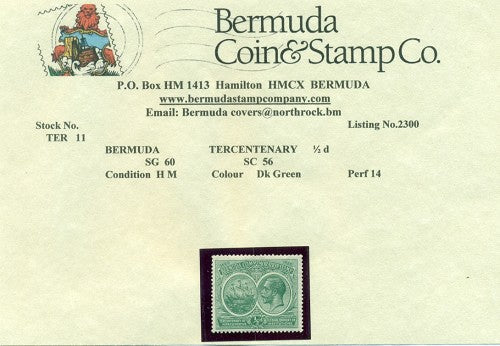 Bermuda
Coin&Stamp Co.
P.O. Box HM 1413 Hamilton HMCX BERMUDA
www.bermudastampcompany.com
Email: Bermuda covers@northrock.bm
Stock No. Listing No.2300
TER 11
BERMUDA TERCENTENARY ½ d
SG 60 SC 56
Condition H M Colour Dk Green Perf 14